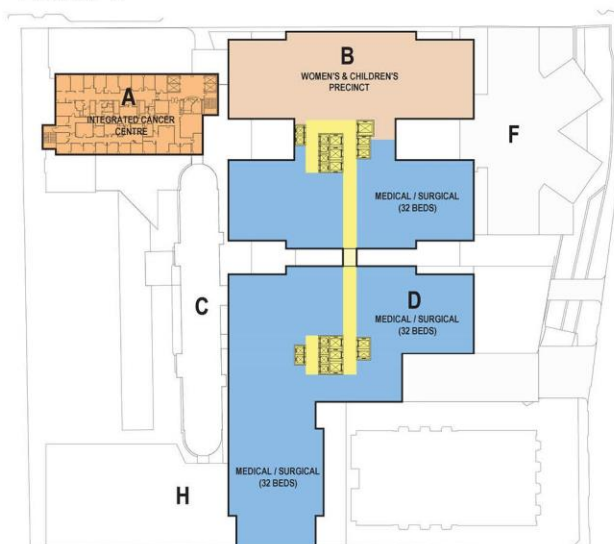 B
WOMEN'S & CHILDREN'S
PRECINCT
A
INTEGRATED CANCER
CENTRE
F
MEDICAL / SURGICAL
(32 BEDS)
C
D
MEDICAL / SURGICAL
(32 BEDS)
MEDICAL / SURGICAL
(32 BEDS)
H